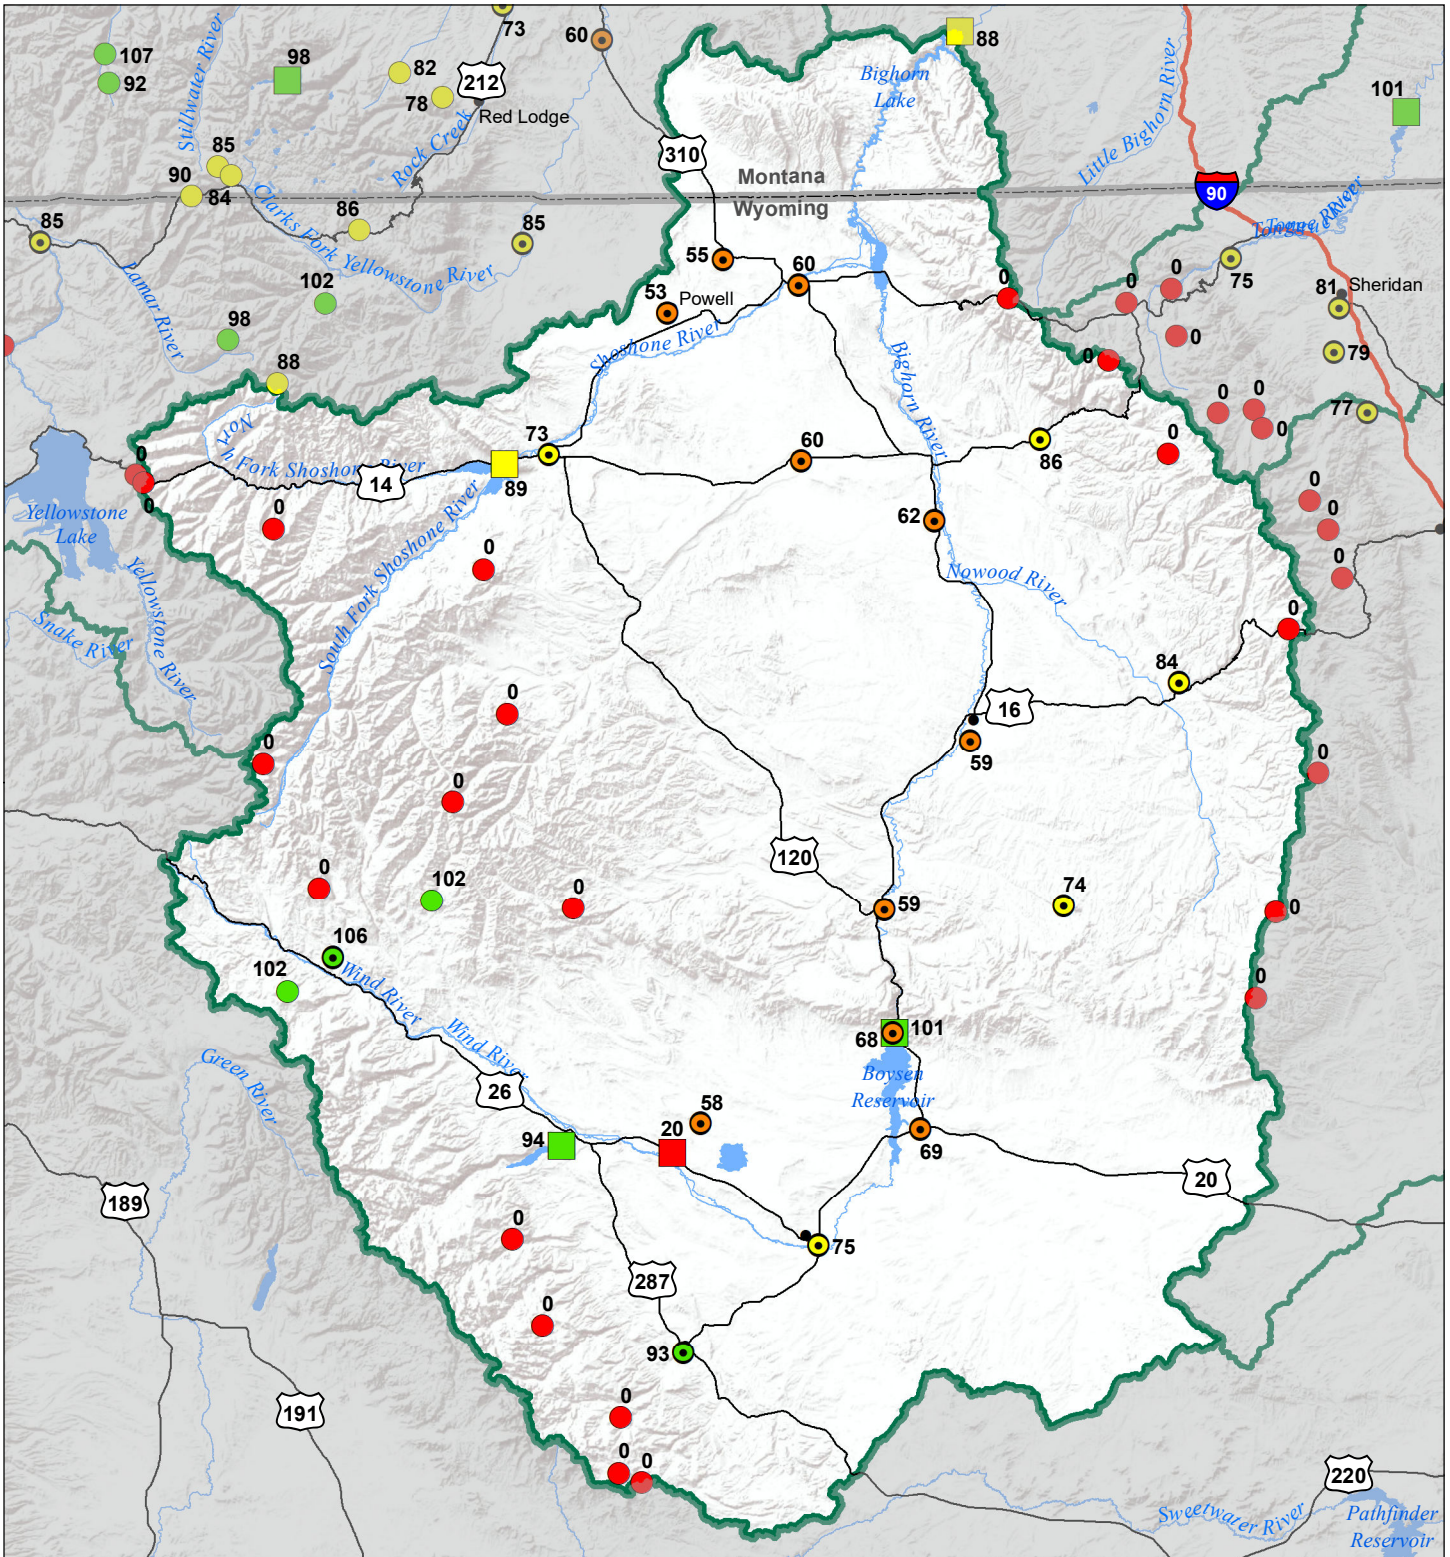 73
60
88
107
98
82
92
212
78
Red Lodge
Stillwater River
Rock Creek
Bighorn
Lake
Little Bighorn River
101
310
85
90
84
Montana
Wyoming
90
Clarks Fork Yellowstone River
86
85
85
Lamar River
Tongue River
Tongue River
75
55
60
0
0
0
81
Sheridan
102
53
Powell
98
Shoshone River
Bighorn River
0
0
79
88
0
0
77
0
North Fork Shoshone River
73
60
86
0
0
14
89
0
Yellowstone
Lake
0
62
0
0
South Fork Shoshone River
0
Nowood River
0
Yellowstone River
Snake River
0
84
0
16
59
0
0
0
120
0
102
0
59
74
0
106
102
Wind River
0
Wind River
68
101
Green River
Boysen
Reservoir
26
58
94
20
69
189
20
0
75
287
0
93
191
0
0
0
220
Sweetwater River
Pathfinder
Reservoir